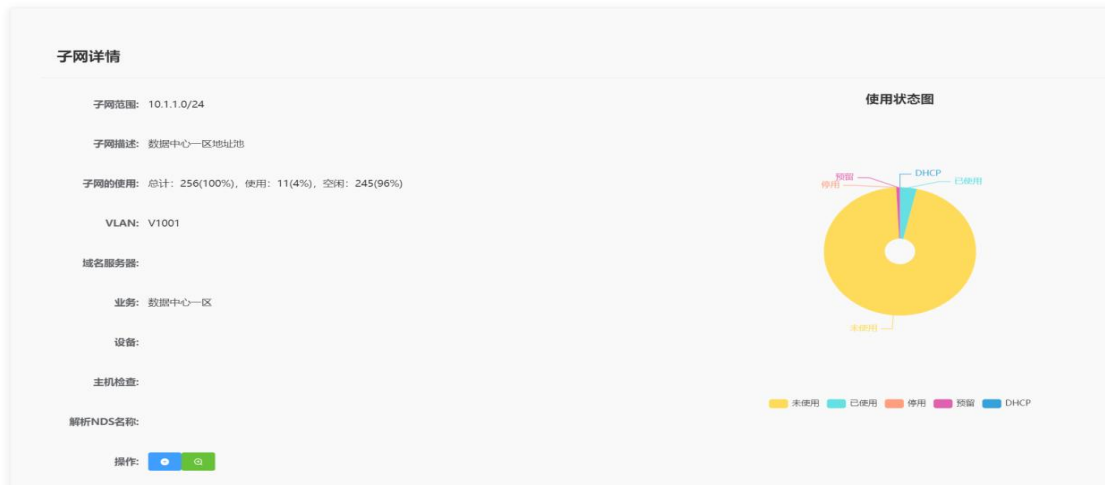 子网详情
子网范围: 10.1.1.0/24
子网描述: 数据中心一区地址池
子网的使用: 总计：256(100%)，使用：11(4%)，空闲：245(96%)
VLAN: V1001
域名服务器:
业务: 数据中心一区
设备:
主机检查:
解析NDS名称:
操作:
使用状态图
预留
DHCP
停用
已使用
未使用
未使用 已使用 停用 预留 DHCP